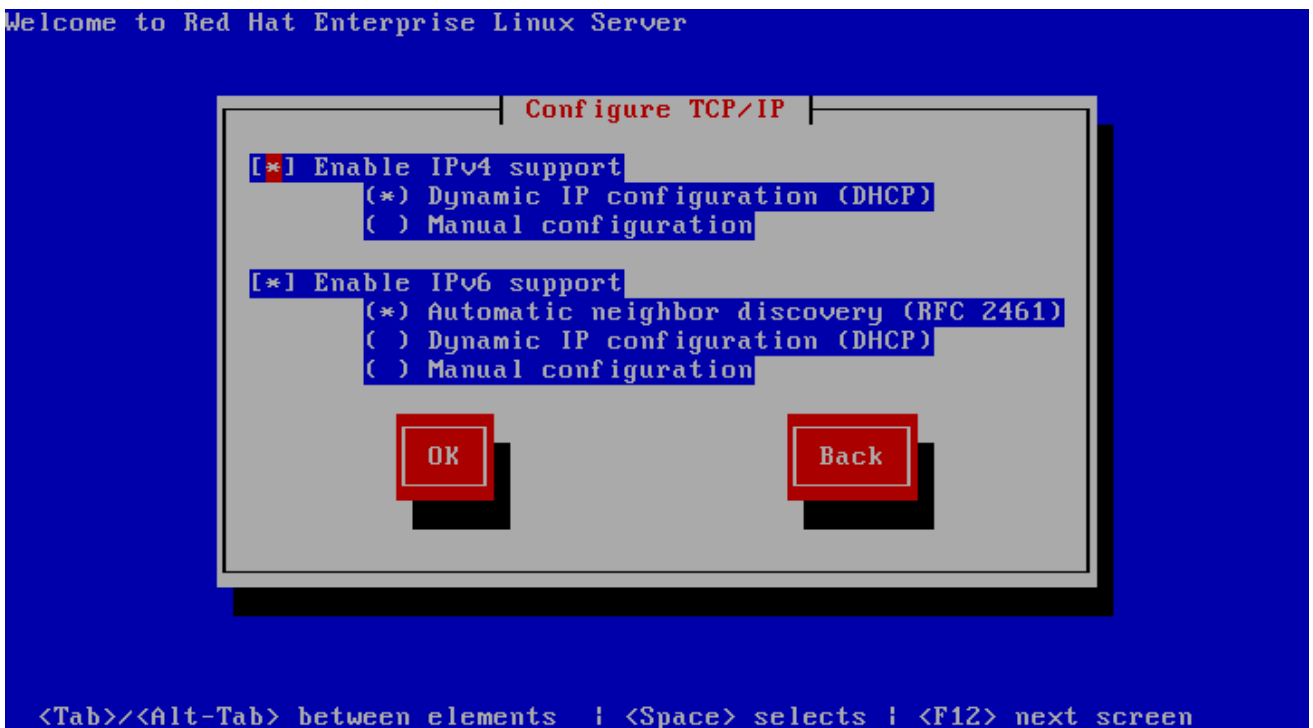 Welcome to Red Hat Enterprise Linux Server
Configure TCP/IP
[*] Enable IPv4 support
(*) Dynamic IP configuration (DHCP)
( ) Manual configuration
[*] Enable IPv6 support
(*) Automatic neighbor discovery (RFC 2461)
( ) Dynamic IP configuration (DHCP)
( ) Manual configuration
OK Back
<Tab>/<Alt-Tab> between elements | <Space> selects | <F12> next screen